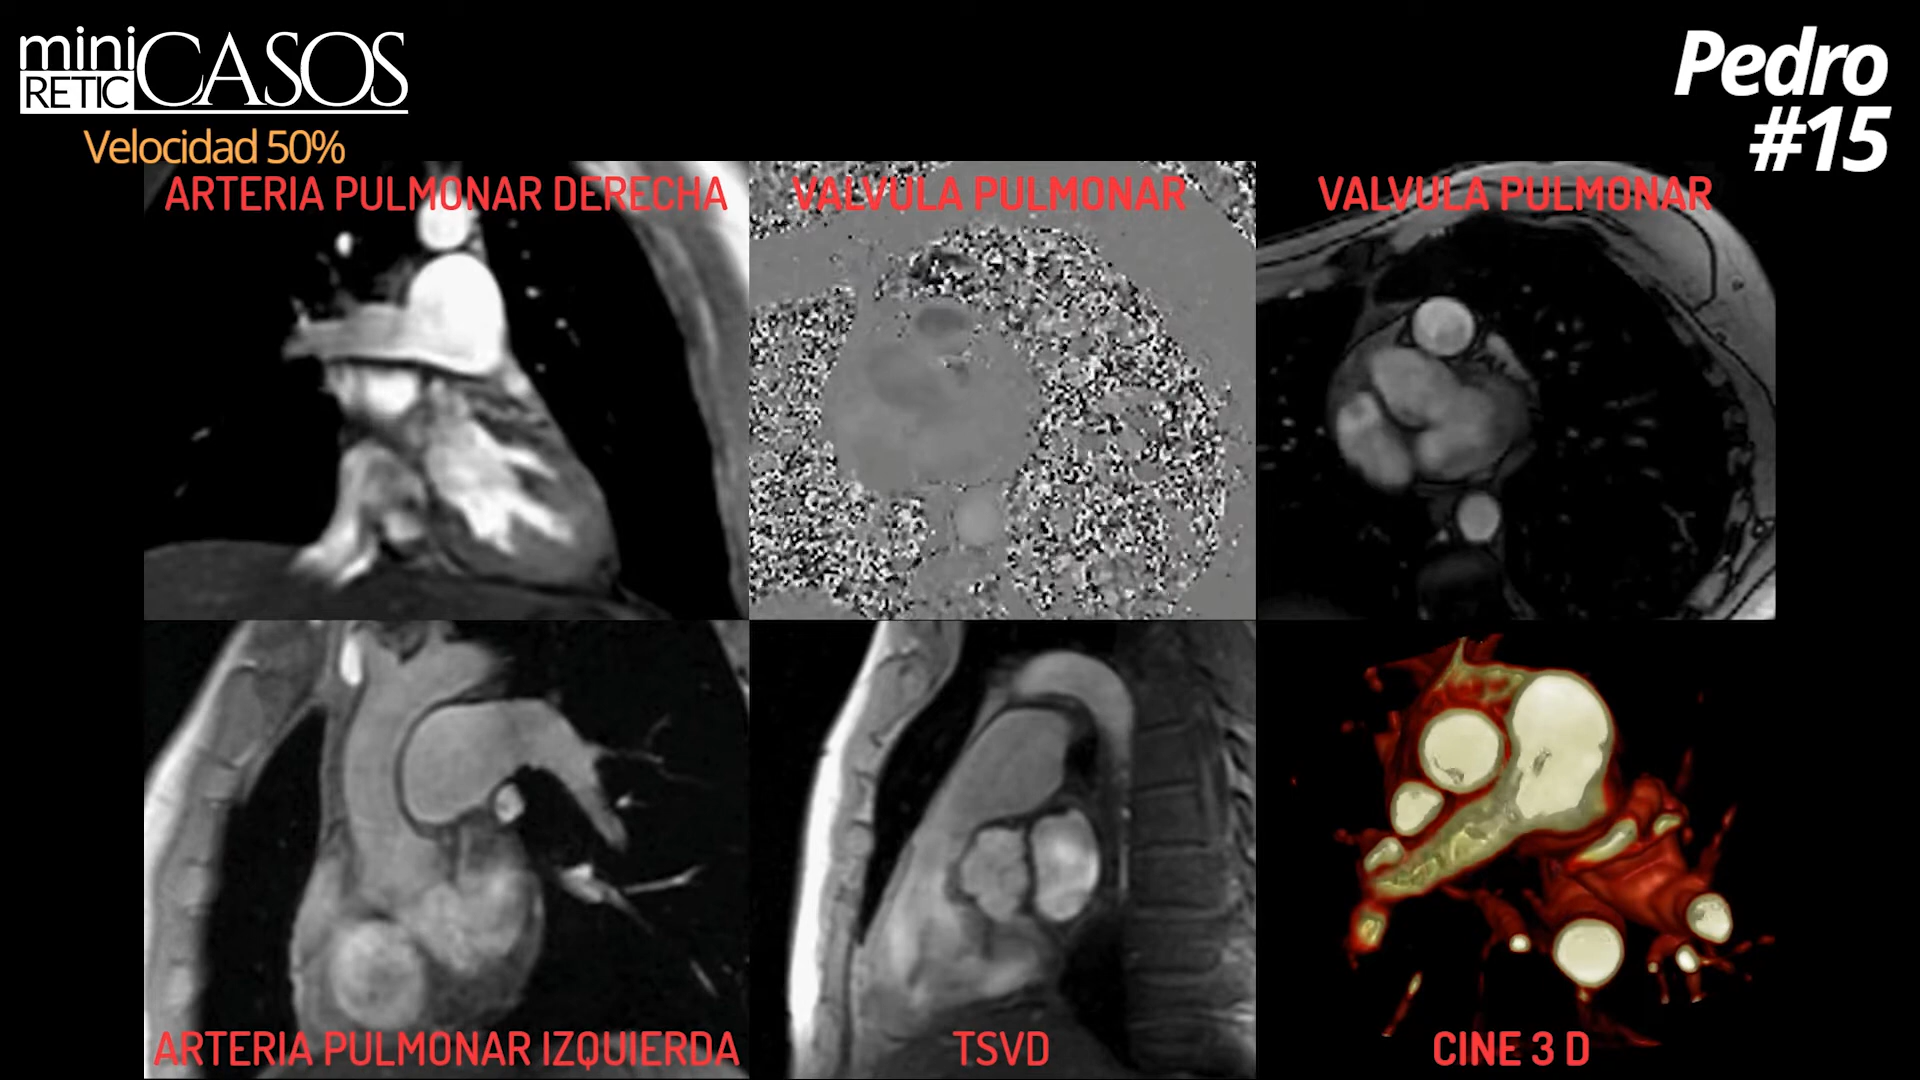 mini
RETIC CASOS
Velocidad 50%
Pedro
#15
ARTERIA PULMONAR DERECHA
VALVULA PULMONAR
VALVULA PULMONAR
ARTERIA PULMONAR IZQUIERDA
TSVD
CINE 3 D